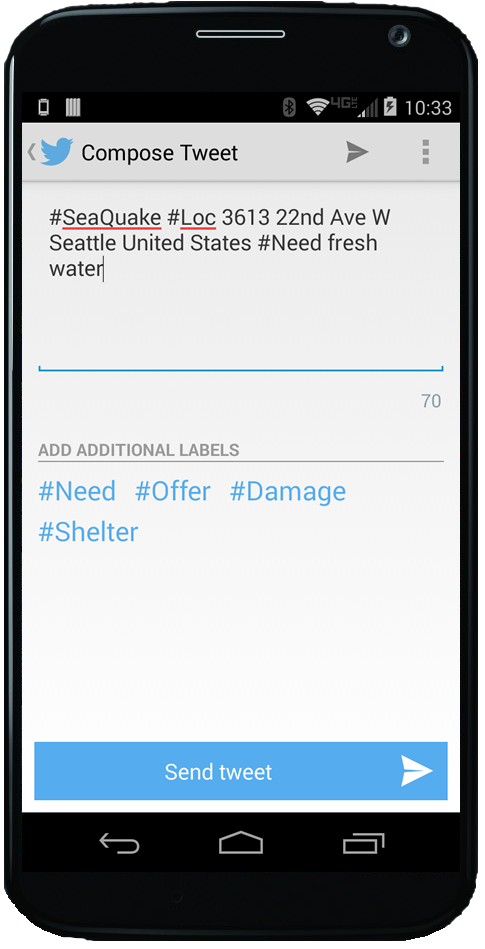 4G LTE 10:33
Compose Tweet
#SeaQuake #Loc 3613 22nd Ave W
Seattle United States #Need fresh
water
70
ADD ADDITIONAL LABELS
#Need #Offer #Damage
#Shelter
Send tweet